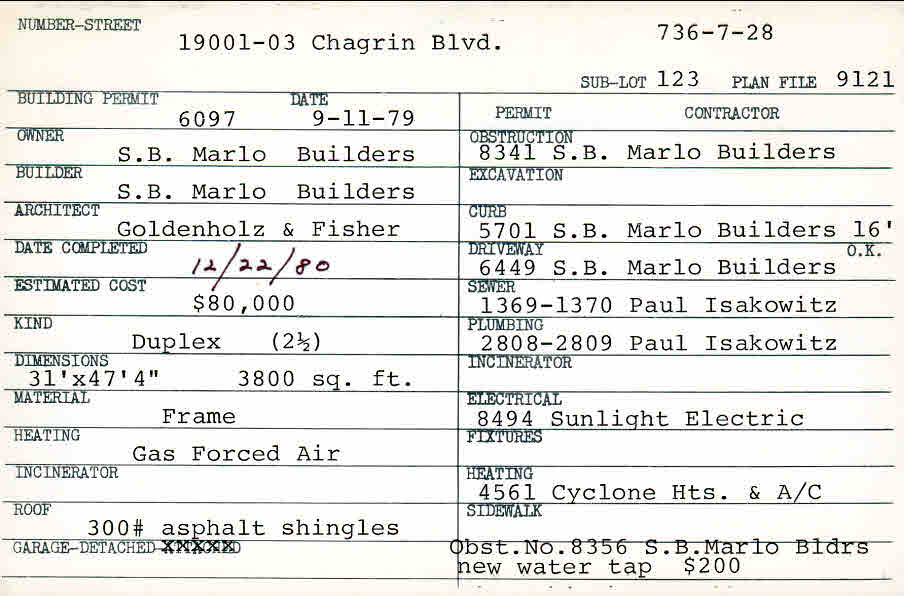 NUMBER-STREET
19001-03 Chagrin Blvd. 736-7-28
SUB-LOT 123 PLAN FILE 9121
BUILDING PERMIT DATE
6097 9-11-79
PERMIT CONTRACTOR
OWNER
S.B. Marlo Builders
OBSTRUCTION
8341 S.B. Marlo Builders
BUILDER
S.B. Marlo Builders
EXCAVATION
ARCHITECT
Goldenholz & Fisher
CURB
5701 S.B. Marlo Builders 16'
O.K.
DATE COMPLETED
12/22/80
DRIVEWAY
6449 S.B. Marlo Builders
ESTIMATED COST
$80,000
SEWER
1369-1370 Paul Isakowitz
KIND
Duplex (2½)
PLUMBING
2808-2809 Paul Isakowitz
DIMENSIONS
31'x47'4" 3800 sq. ft.
INCINERATOR
MATERIAL
Frame
ELECTRICAL
8494 Sunlight Electric
HEATING
Gas Forced Air
FIXTURES
INCINERATOR
HEATING
4561 Cyclone Hts. & A/C
ROOF
300# asphalt shingles
SIDEWALK
GARAGE-DETACHED
Obst.No.8356 S.B.Marlo Bldrs
new water tap $200